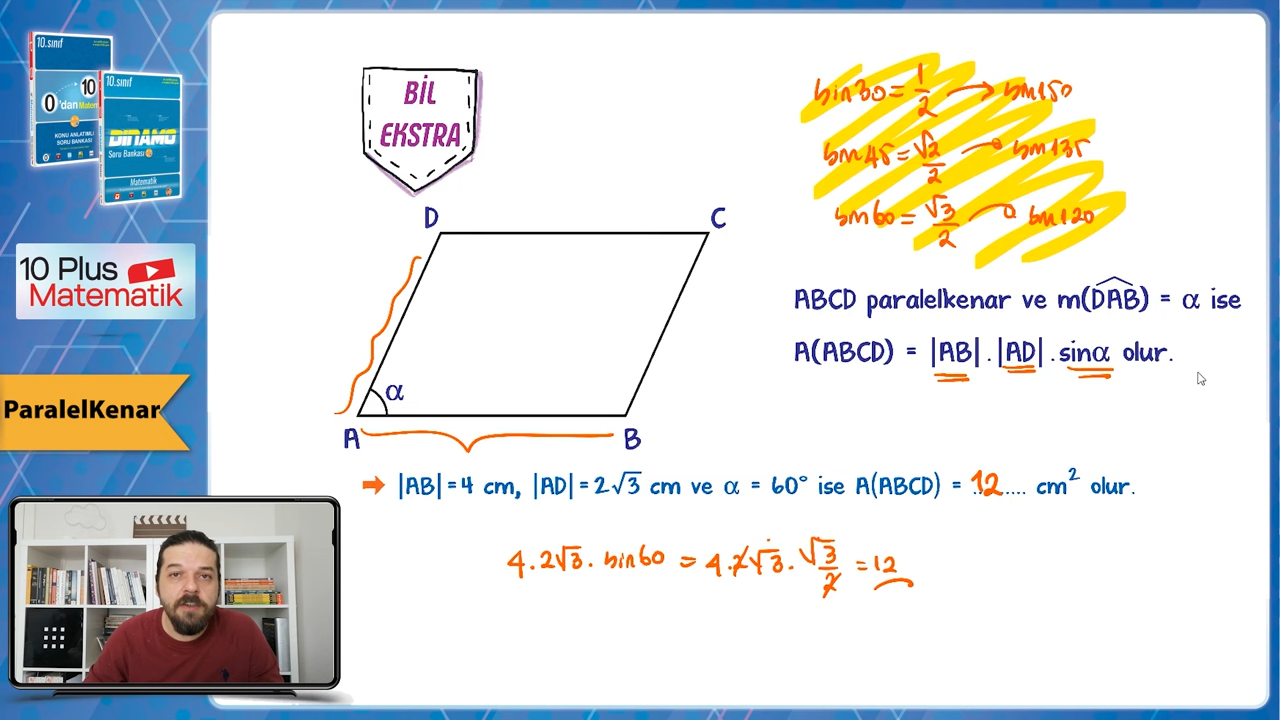 10.sınıf
0'dan 10
KONU ANLATIMLI
SORU BANKASI
10.sınıf
DİNAMO
Soru Bankası
Matematik
10 Plus
Matematik
ParalelKenar
BİL
EKSTRA
sin30 = 1/2 → sin150
sin45 = √2/2 → sin135
sin60 = √3/2 → sin120
D
C
α
A
B
ABCD paralelkenar ve m(DAB) = α ise
A(ABCD) = |AB| . |AD| . sinα olur.
➡ |AB| = 4 cm, |AD| = 2√3 cm ve α = 60° ise A(ABCD) = .12.... cm² olur.
4.2√3 . sin60 = 4.2√3 . √3/2 = 12